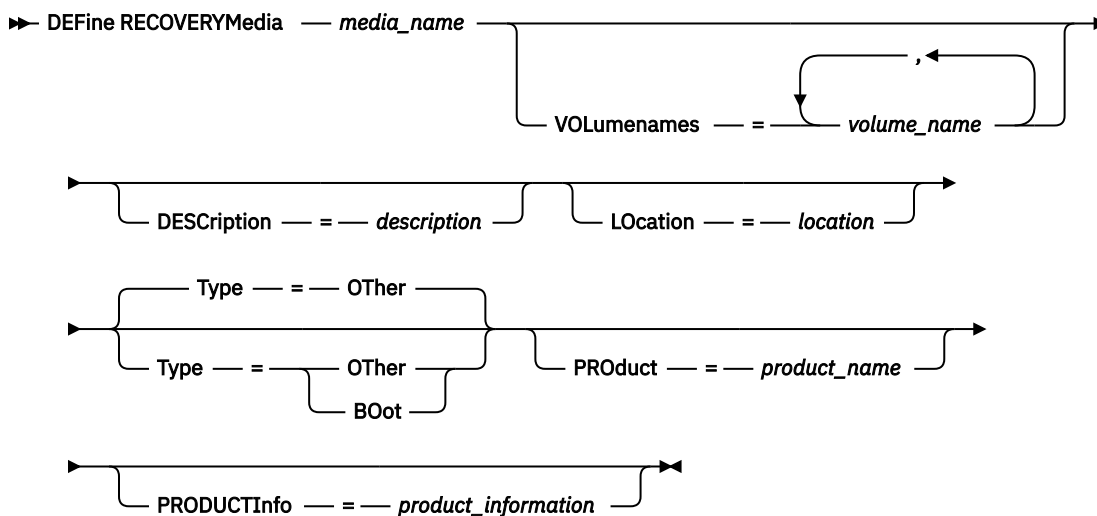 DEFine RECOVERYMedia media_name
,
VOLumenames = volume_name
DESCription = description LOcation = location
Type = OTher
Type = OTher PROduct = product_name
BOot
PRODUCTInfo = product_information